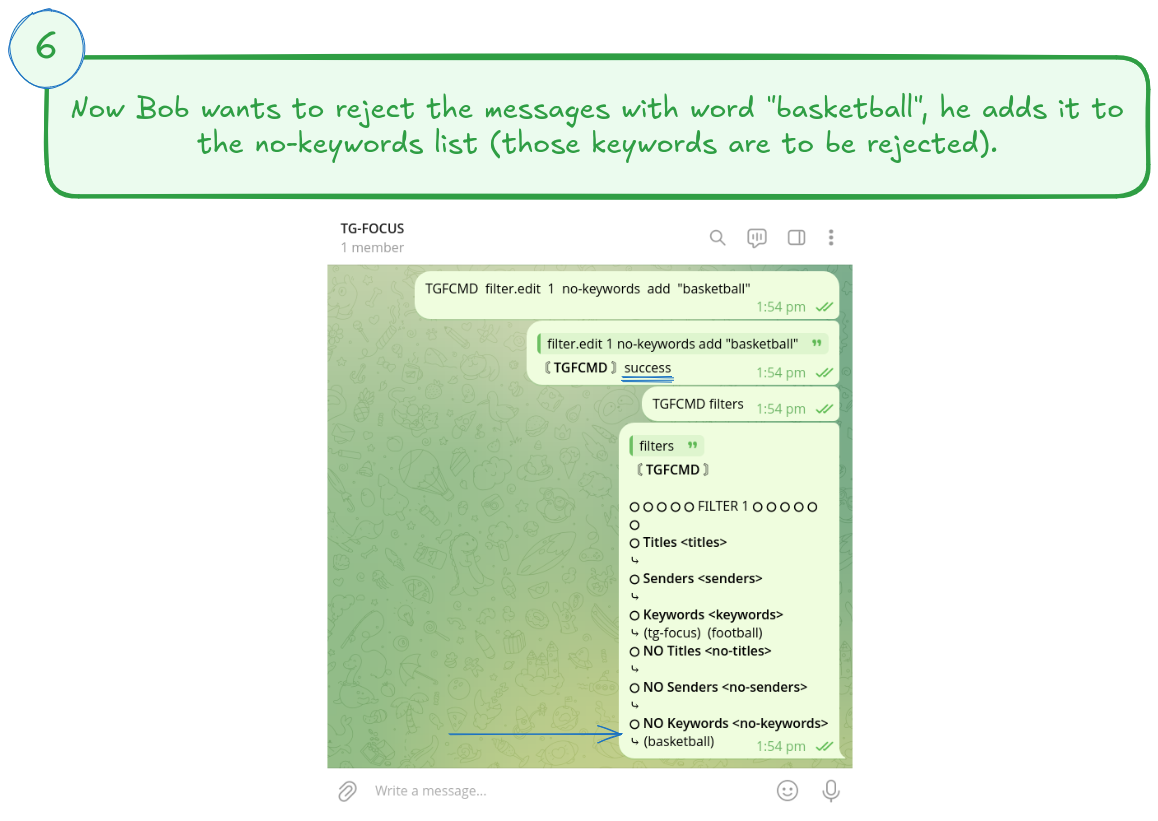 6
Now Bob wants to reject the messages with word "basketball", he adds it to
the no-keywords list (those keywords are to be rejected).
TG-FOCUS
1 member
TGFCMD filter.edit 1 no-keywords add "basketball"
1:54 pm
filter.edit 1 no-keywords add "basketball"
〖TGFCMD〗success
1:54 pm
TGFCMD filters
1:54 pm
filters
〖TGFCMD〗
○ ○ ○ ○ ○ FILTER 1 ○ ○ ○ ○ ○
○
○ Titles <titles>
⤷
○ Senders <senders>
⤷
○ Keywords <keywords>
⤷ (tg-focus) (football)
○ NO Titles <no-titles>
⤷
○ NO Senders <no-senders>
⤷
○ NO Keywords <no-keywords>
⤷ (basketball)
1:54 pm
Write a message...